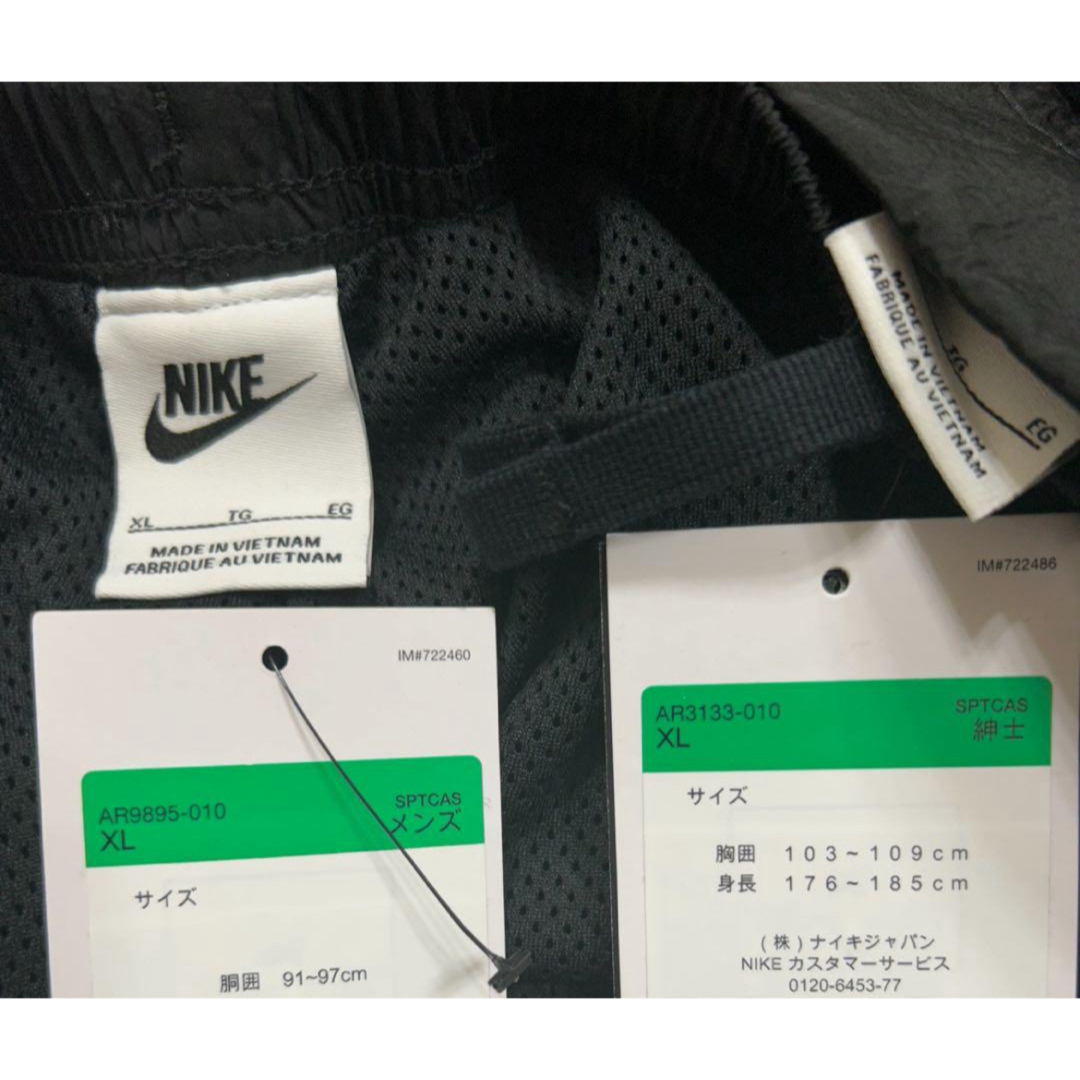 NIKE
XL TG EG
MADE IN VIETNAM
FABRIQUE AU VIETNAM
TG EG
MADE IN VIETNAM
FABRIQUE AU VIETNAM
IM#722460
AR9895-010 SPTCAS
XL メンズ
サイズ
胴囲 91~97cm
IM#722486
AR3133-010 SPTCAS
XL 紳士
サイズ
胸囲 103~109cm
身長 176~185cm
(株)ナイキジャパン
NIKE カスタマーサービス
0120-6453-77